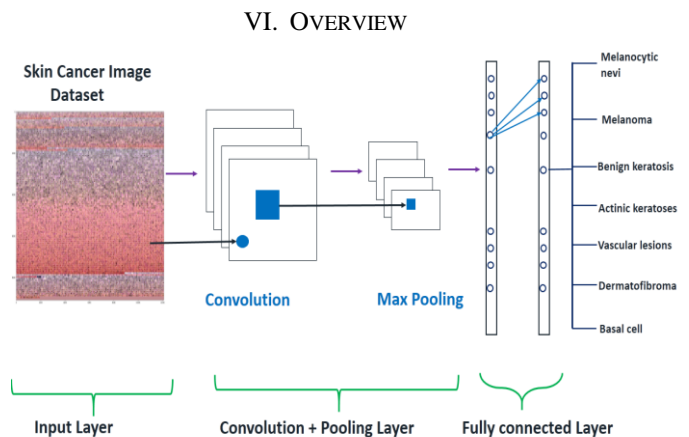 VI. OVERVIEW
Skin Cancer Image
Dataset
Convolution
Max Pooling
Melanocytic
nevi
Melanoma
Benign keratosis
Actinic keratoses
Vascular lesions
Dermatofibroma
Basal cell
Input Layer
Convolution + Pooling Layer
Fully connected Layer